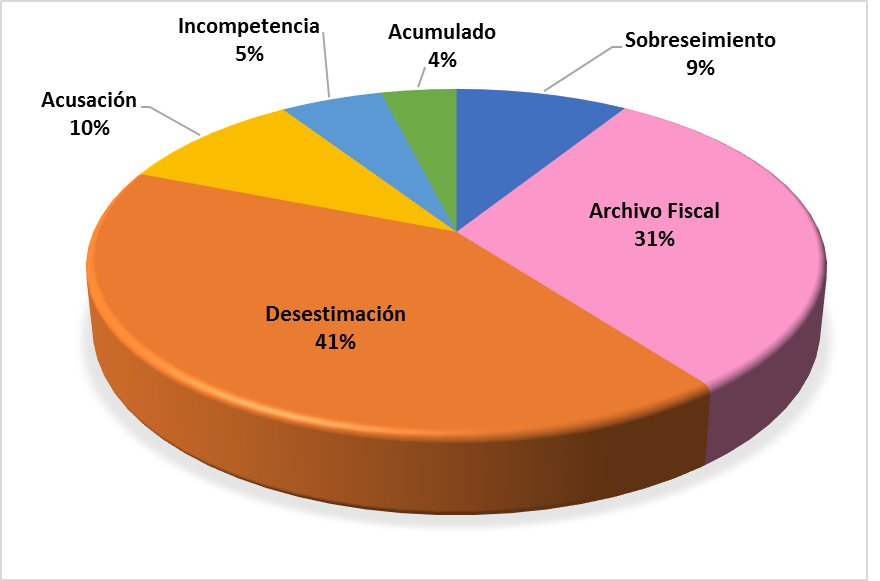 Incompetencia
5%
Acumulado
4%
Sobreseimiento
9%
Acusación
10%
Archivo Fiscal
31%
Desestimación
41%